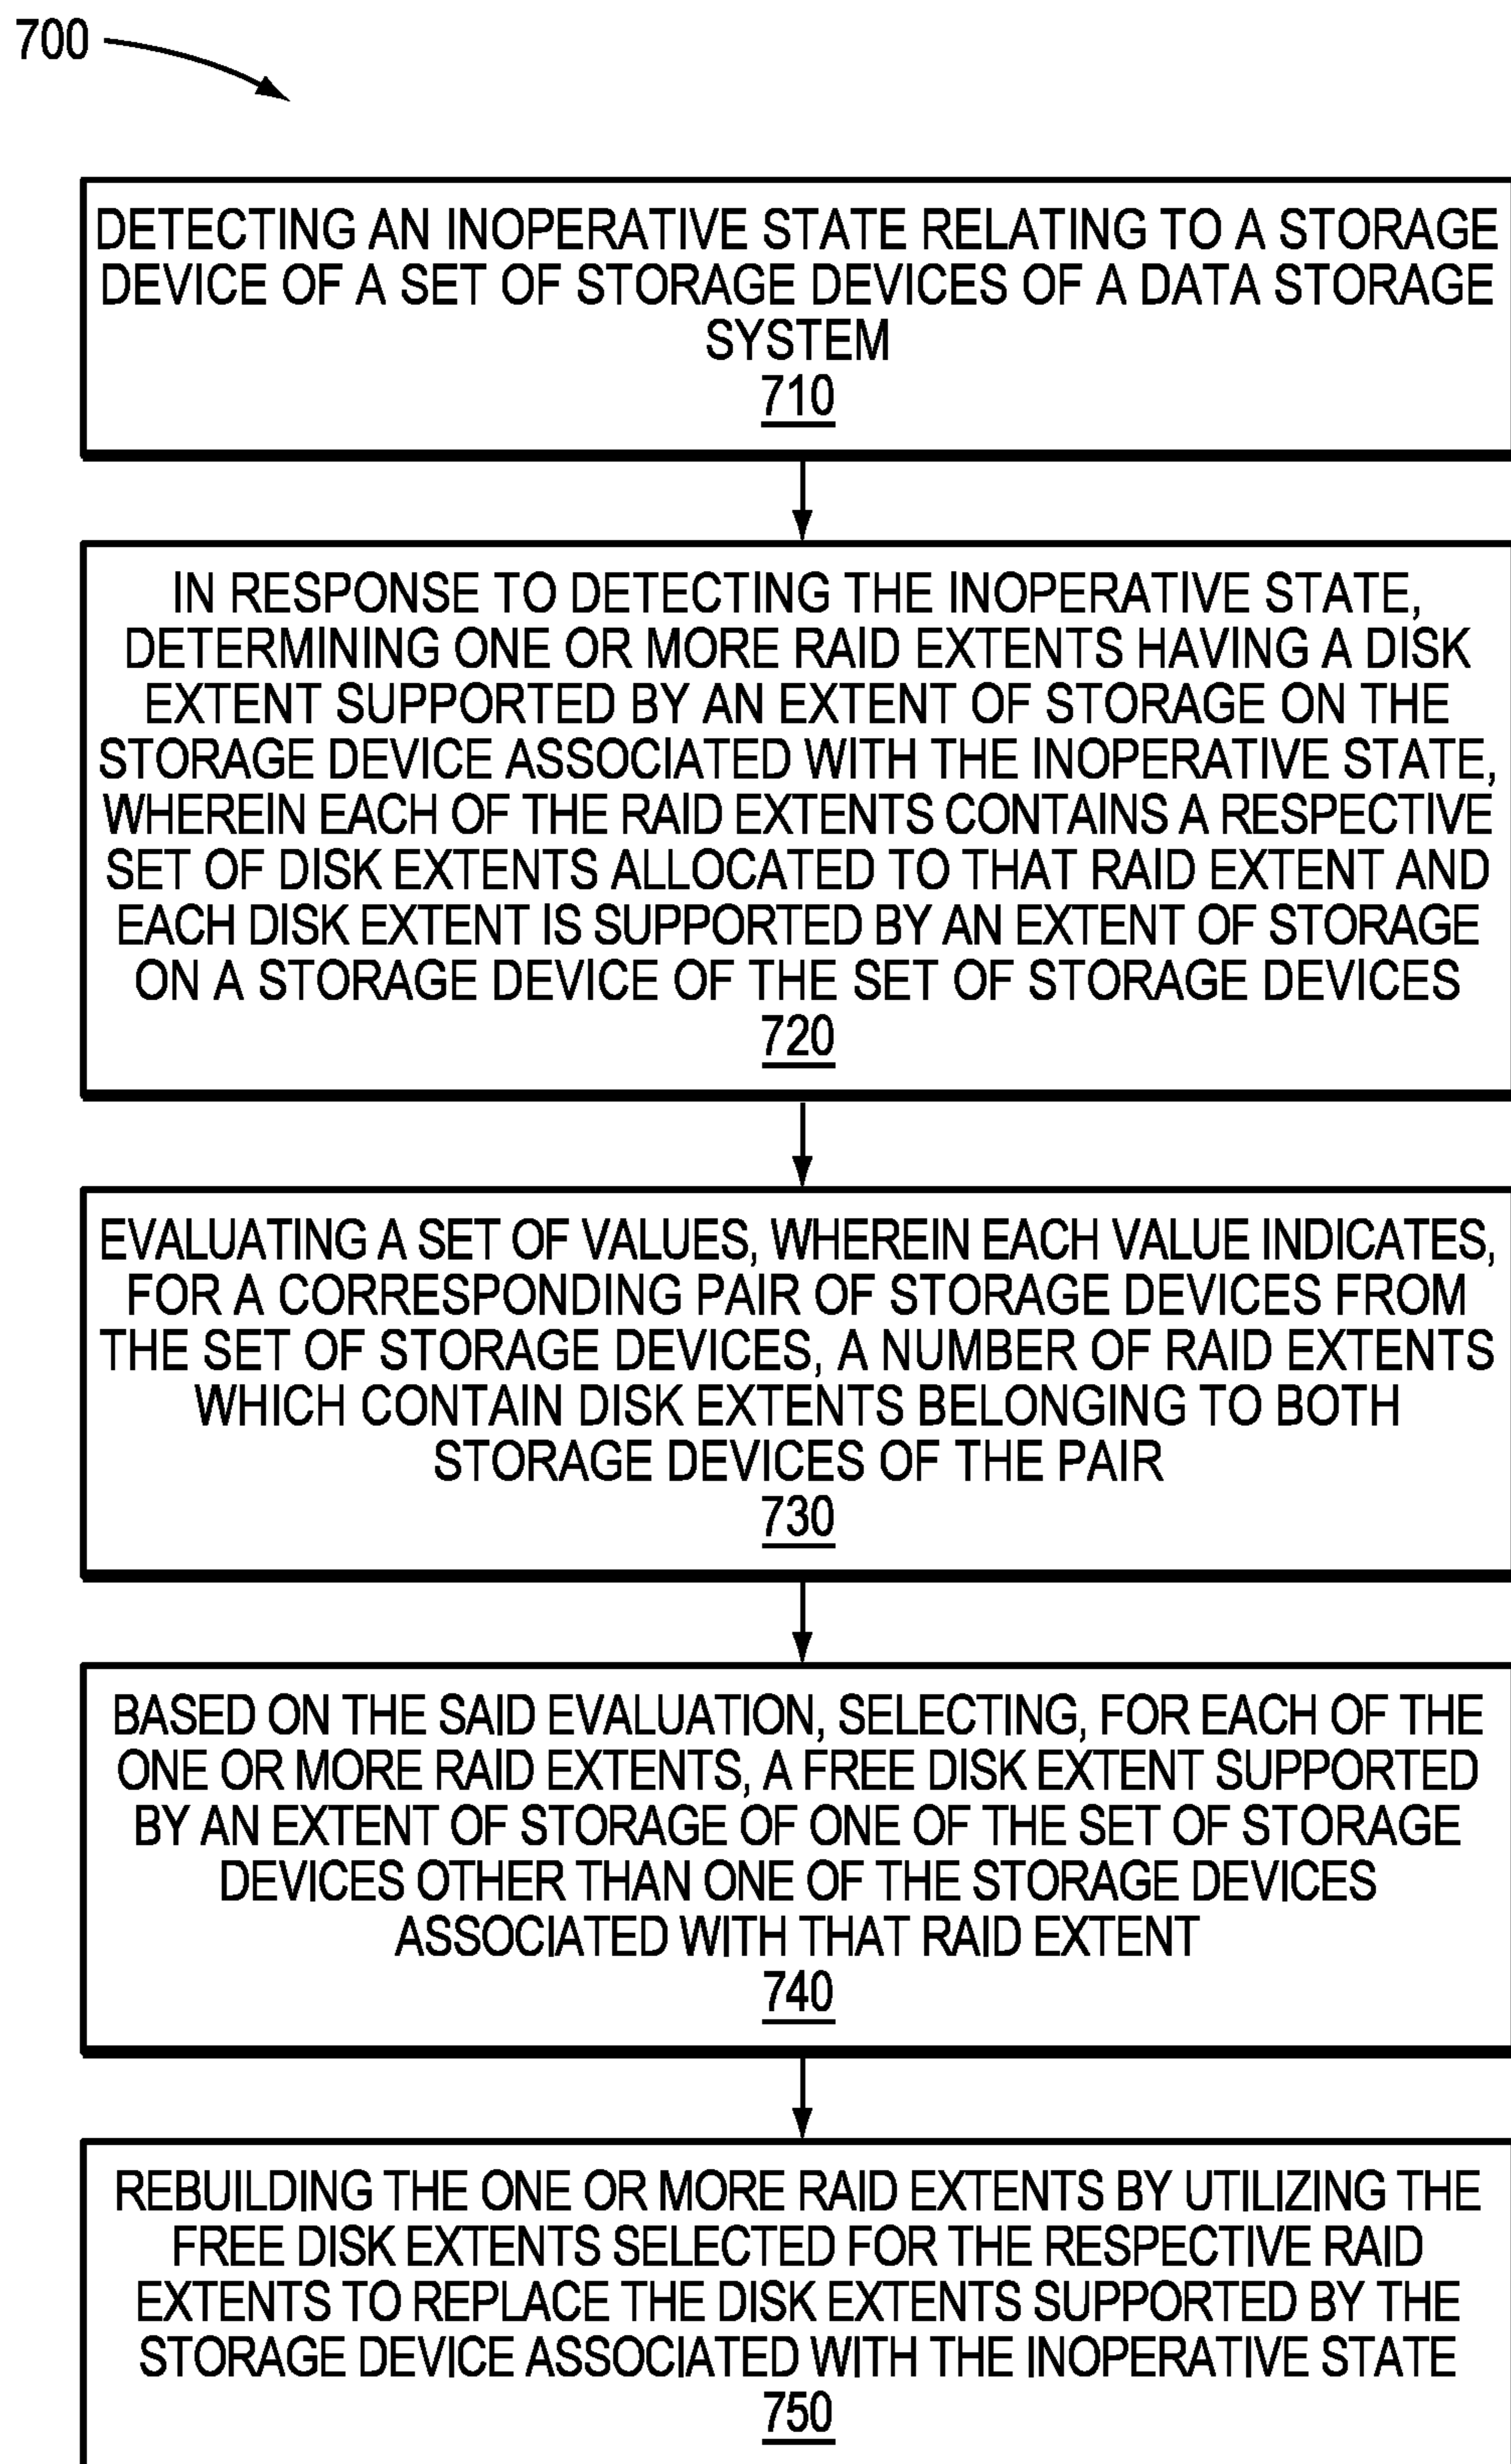 700
DETECTING AN INOPERATIVE STATE RELATING TO A STORAGE
DEVICE OF A SET OF STORAGE DEVICES OF A DATA STORAGE
SYSTEM
710
IN RESPONSE TO DETECTING THE INOPERATIVE STATE,
DETERMINING ONE OR MORE RAID EXTENTS HAVING A DISK
EXTENT SUPPORTED BY AN EXTENT OF STORAGE ON THE
STORAGE DEVICE ASSOCIATED WITH THE INOPERATIVE STATE,
WHEREIN EACH OF THE RAID EXTENTS CONTAINS A RESPECTIVE
SET OF DISK EXTENTS ALLOCATED TO THAT RAID EXTENT AND
EACH DISK EXTENT IS SUPPORTED BY AN EXTENT OF STORAGE
ON A STORAGE DEVICE OF THE SET OF STORAGE DEVICES
720
EVALUATING A SET OF VALUES, WHEREIN EACH VALUE INDICATES,
FOR A CORRESPONDING PAIR OF STORAGE DEVICES FROM
THE SET OF STORAGE DEVICES, A NUMBER OF RAID EXTENTS
WHICH CONTAIN DISK EXTENTS BELONGING TO BOTH
STORAGE DEVICES OF THE PAIR
730
BASED ON THE SAID EVALUATION, SELECTING, FOR EACH OF THE
ONE OR MORE RAID EXTENTS, A FREE DISK EXTENT SUPPORTED
BY AN EXTENT OF STORAGE OF ONE OF THE SET OF STORAGE
DEVICES OTHER THAN ONE OF THE STORAGE DEVICES
ASSOCIATED WITH THAT RAID EXTENT
740
REBUILDING THE ONE OR MORE RAID EXTENTS BY UTILIZING THE
FREE DISK EXTENTS SELECTED FOR THE RESPECTIVE RAID
EXTENTS TO REPLACE THE DISK EXTENTS SUPPORTED BY THE
STORAGE DEVICE ASSOCIATED WITH THE INOPERATIVE STATE
750